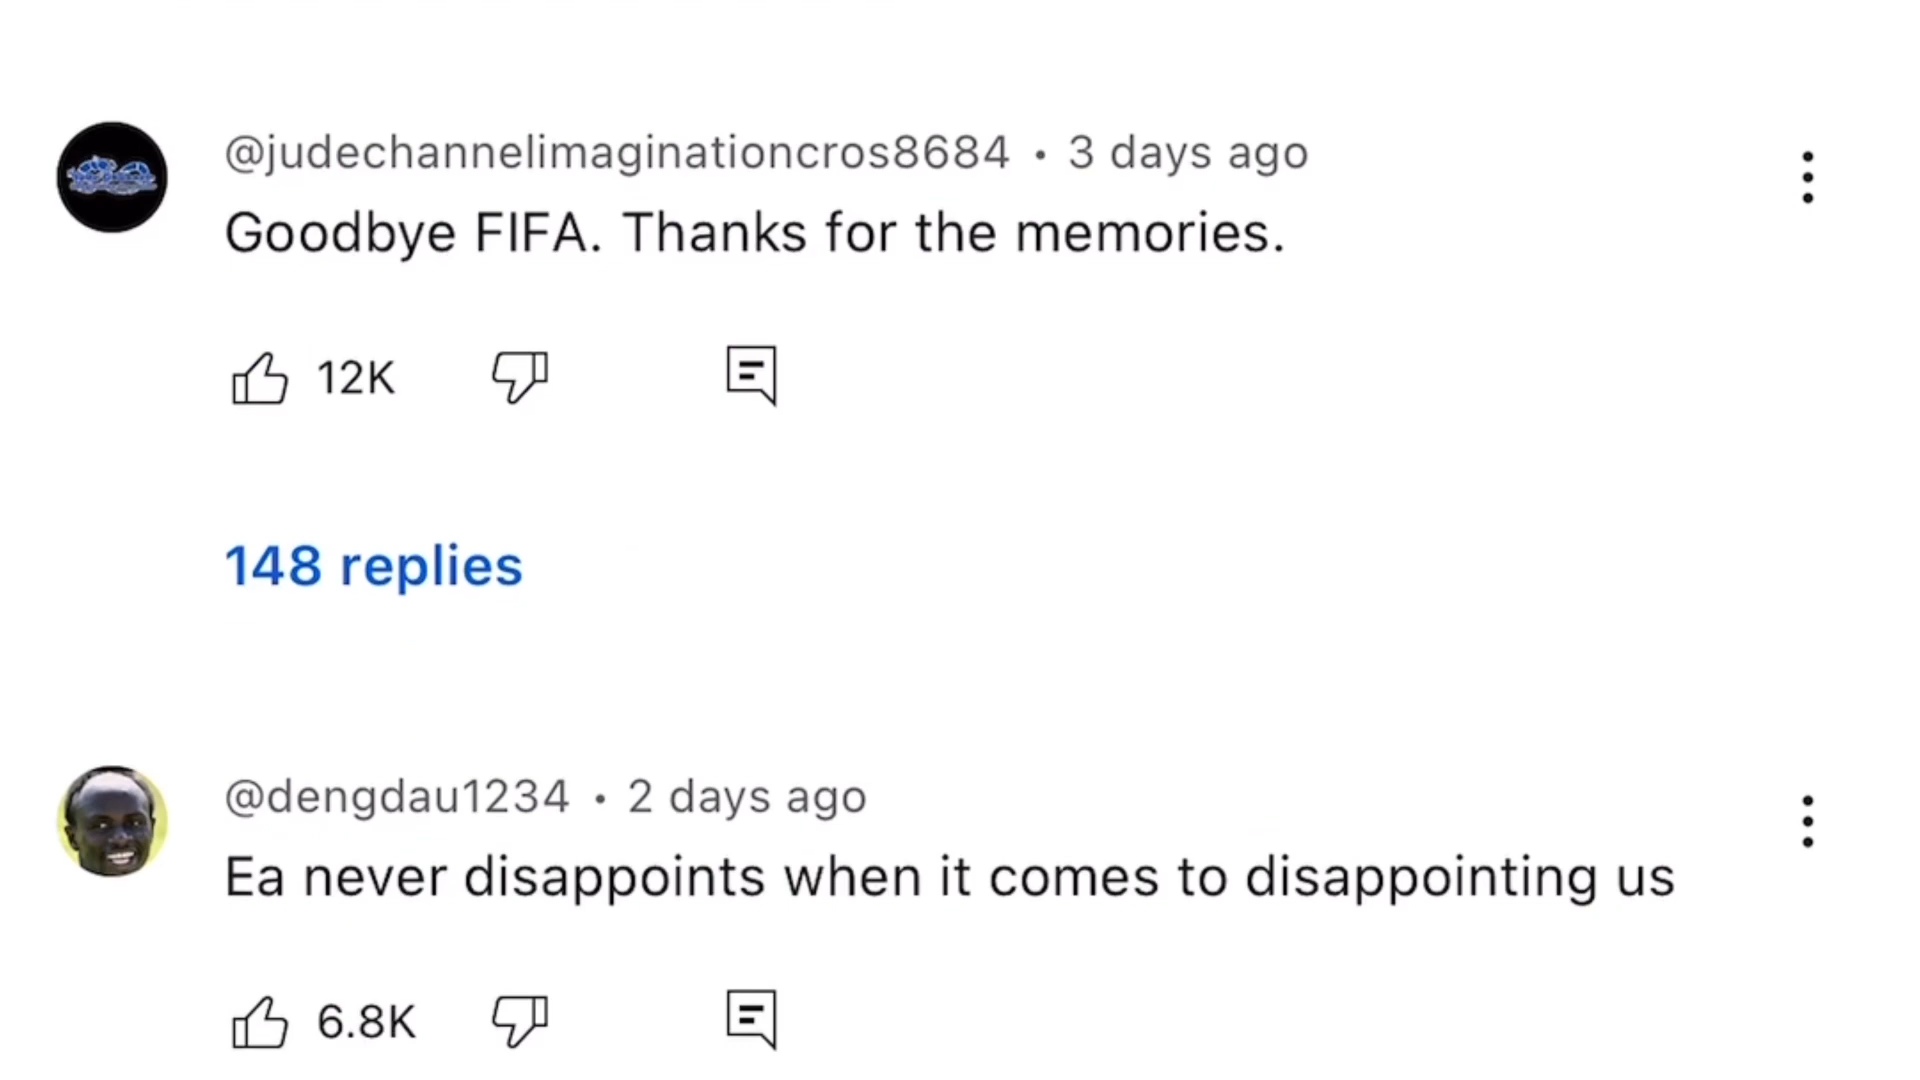 @judechannelimaginationcros8684 • 3 days ago
Goodbye FIFA. Thanks for the memories.
12K
148 replies
@dengdau1234 • 2 days ago
Ea never disappoints when it comes to disappointing us
6.8K